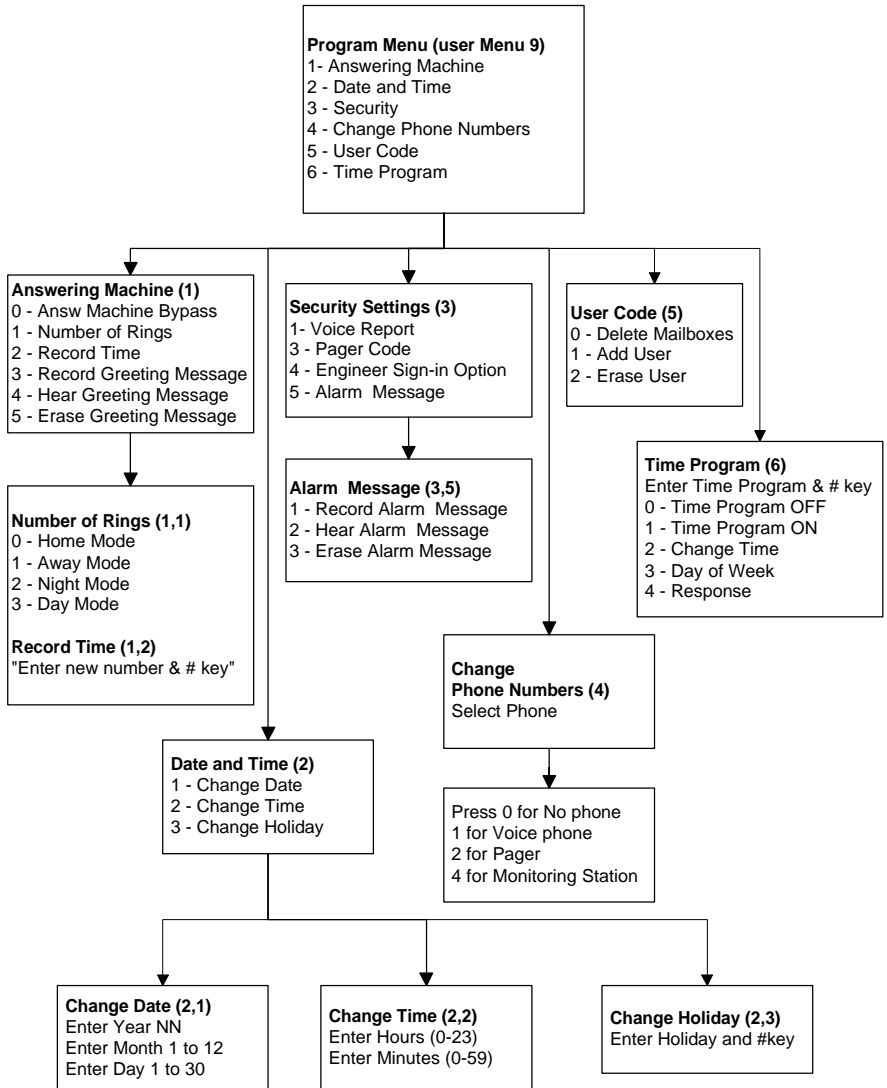 Program Menu (user Menu 9)
1- Answering Machine
2 - Date and Time
3 - Security
4 - Change Phone Numbers
5 - User Code
6 - Time Program
Answering Machine (1)
0 - Answ Machine Bypass
1 - Number of Rings
2 - Record Time
3 - Record Greeting Message
4 - Hear Greeting Message
5 - Erase Greeting Message
Security Settings (3)
1- Voice Report
3 - Pager Code
4 - Engineer Sign-in Option
5 - Alarm Message
User Code (5)
0 - Delete Mailboxes
1 - Add User
2 - Erase User
Number of Rings (1,1)
0 - Home Mode
1 - Away Mode
2 - Night Mode
3 - Day Mode
Record Time (1,2)
"Enter new number & # key"
Alarm Message (3,5)
1 - Record Alarm Message
2 - Hear Alarm Message
3 - Erase Alarm Message
Time Program (6)
Enter Time Program & # key
0 - Time Program OFF
1 - Time Program ON
2 - Change Time
3 - Day of Week
4 - Response
Change
Phone Numbers (4)
Select Phone
Date and Time (2)
1 - Change Date
2 - Change Time
3 - Change Holiday
Press 0 for No phone
1 for Voice phone
2 for Pager
4 for Monitoring Station
Change Date (2,1)
Enter Year NN
Enter Month 1 to 12
Enter Day 1 to 30
Change Time (2,2)
Enter Hours (0-23)
Enter Minutes (0-59)
Change Holiday (2,3)
Enter Holiday and #key